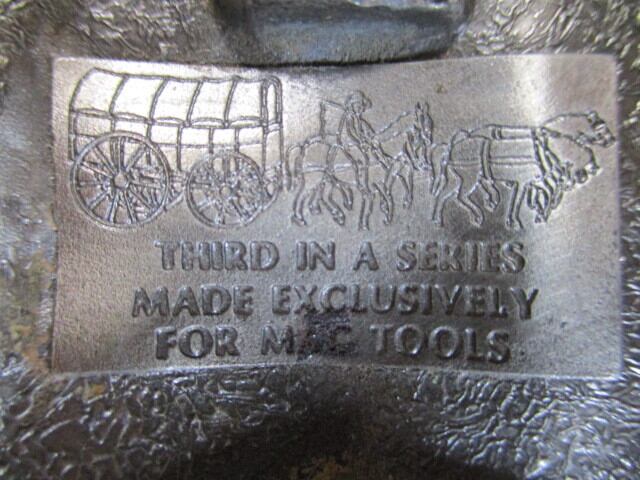 THIRD IN A SERIES
MADE EXCLUSIVELY
FOR MAC TOOLS